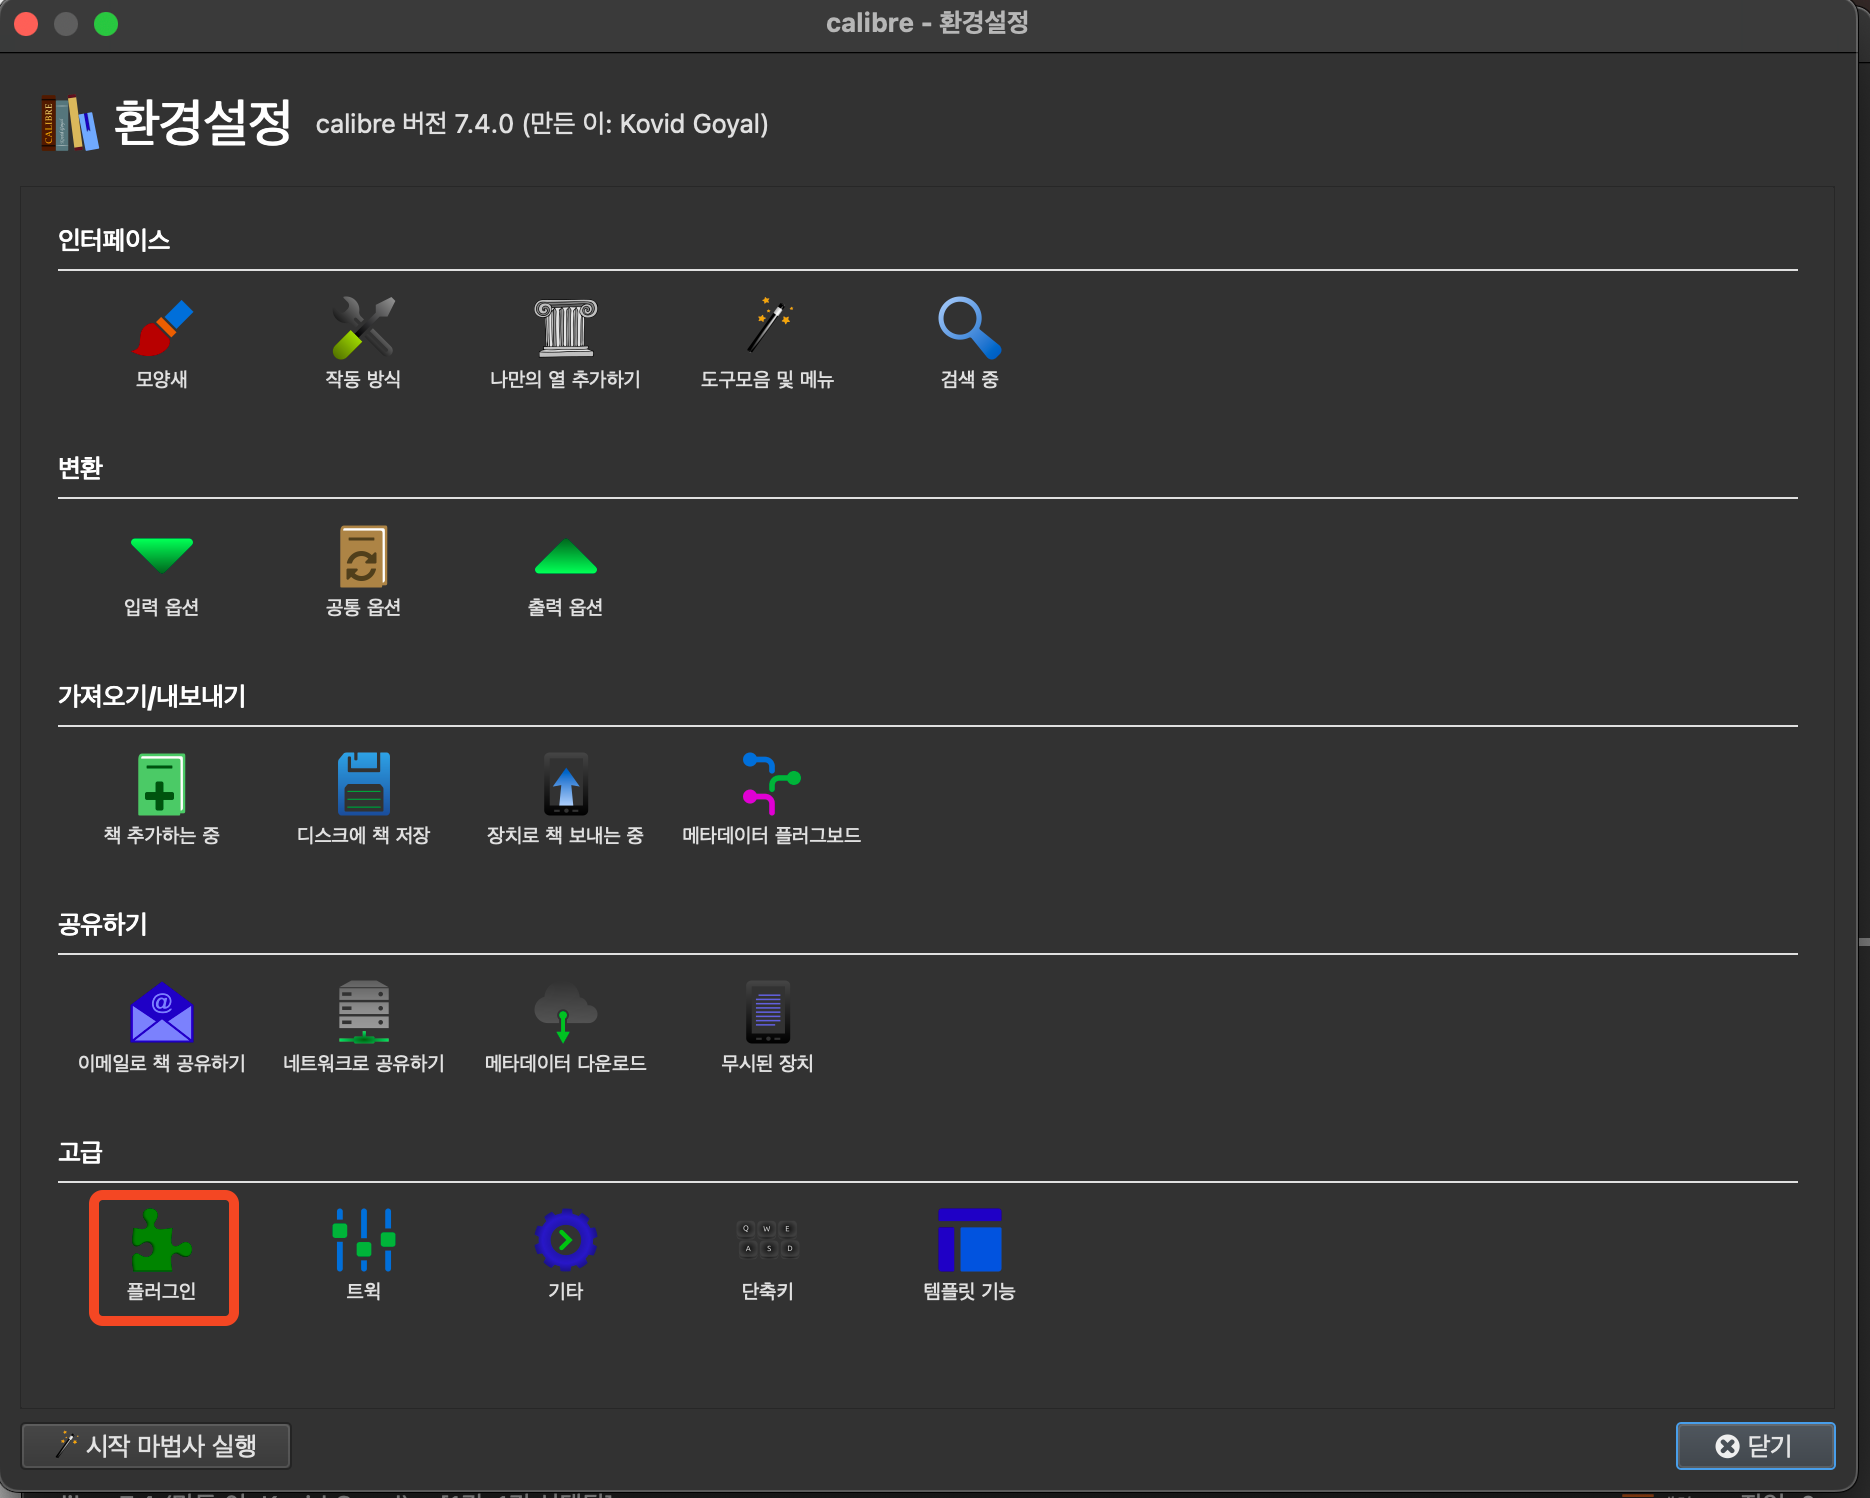 calibre - 환경설정
환경설정 calibre 버전 7.4.0 (만든 이: Kovid Goyal)
CALIBRE
인터페이스
모양새 작동 방식 나만의 열 추가하기 도구모음 및 메뉴 검색 중
변환
입력 옵션 공통 옵션 출력 옵션
가져오기/내보내기
책 추가하는 중 디스크에 책 저장 장치로 책 보내는 중 메타데이터 플러그보드
공유하기
@
이메일로 책 공유하기 네트워크로 공유하기 메타데이터 다운로드 무시된 장치
고급
Q W E
A S D
플러그인 트윅 기타 단축키 템플릿 기능
시작 마법사 실행 닫기